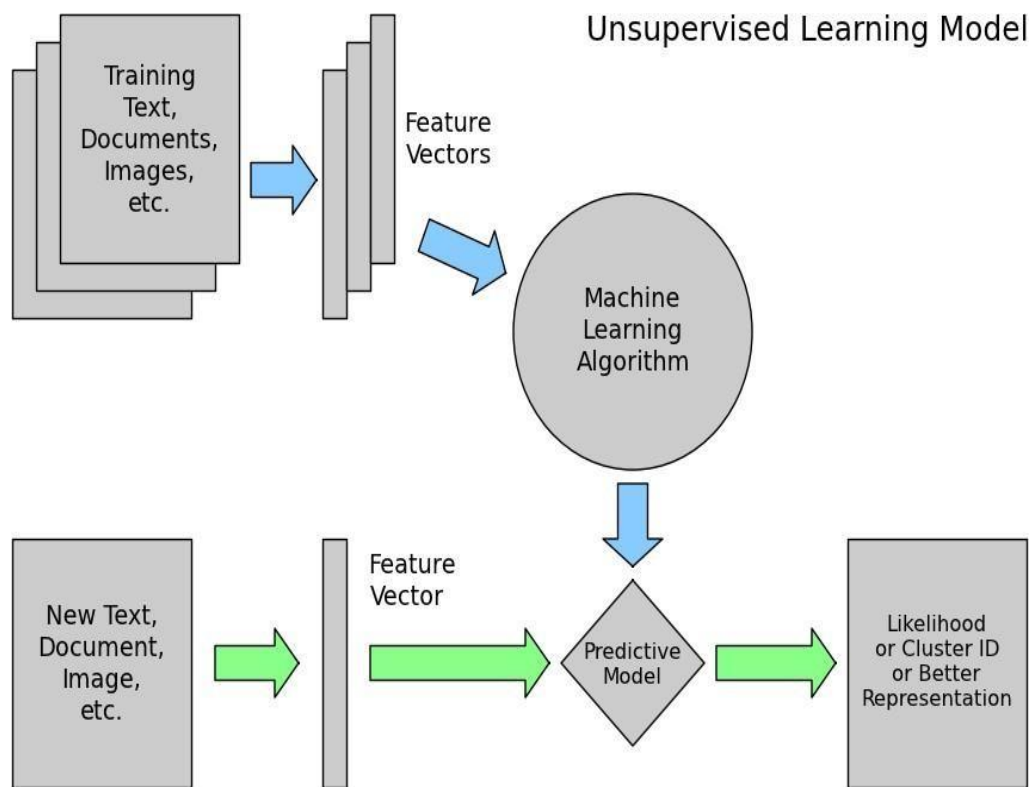 Unsupervised Learning Model
Training
Text,
Documents,
Images,
etc.
Feature
Vectors
Machine
Learning
Algorithm
New Text,
Document,
Image,
etc.
Feature
Vector
Predictive
Model
Likelihood
or Cluster ID
or Better
Representation